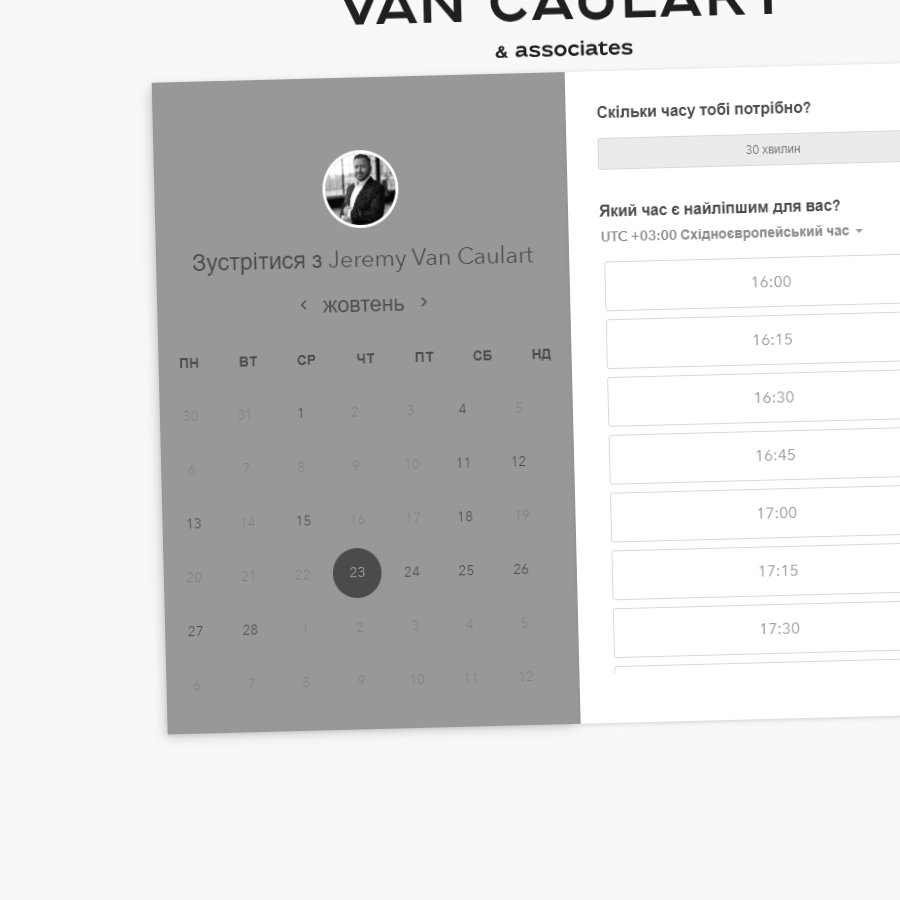 VAN CAULART
& associates
Зустрітися з Jeremy Van Caulart
жовтень
ПН ВТ СР ЧТ ПТ СБ НД
30 31 1 2 3 4 5
6 7 8 9 10 11 12
13 14 15 16 17 18 19
20 21 22 23 24 25 26
27 28 1 2 3 4 5
6 7 8 9 10 11 12
Скільки часу тобі потрібно?
30 хвилин
Який час є найліпшим для вас?
UTC +03:00 Східноєвропейський час
16:00
16:15
16:30
16:45
17:00
17:15
17:30